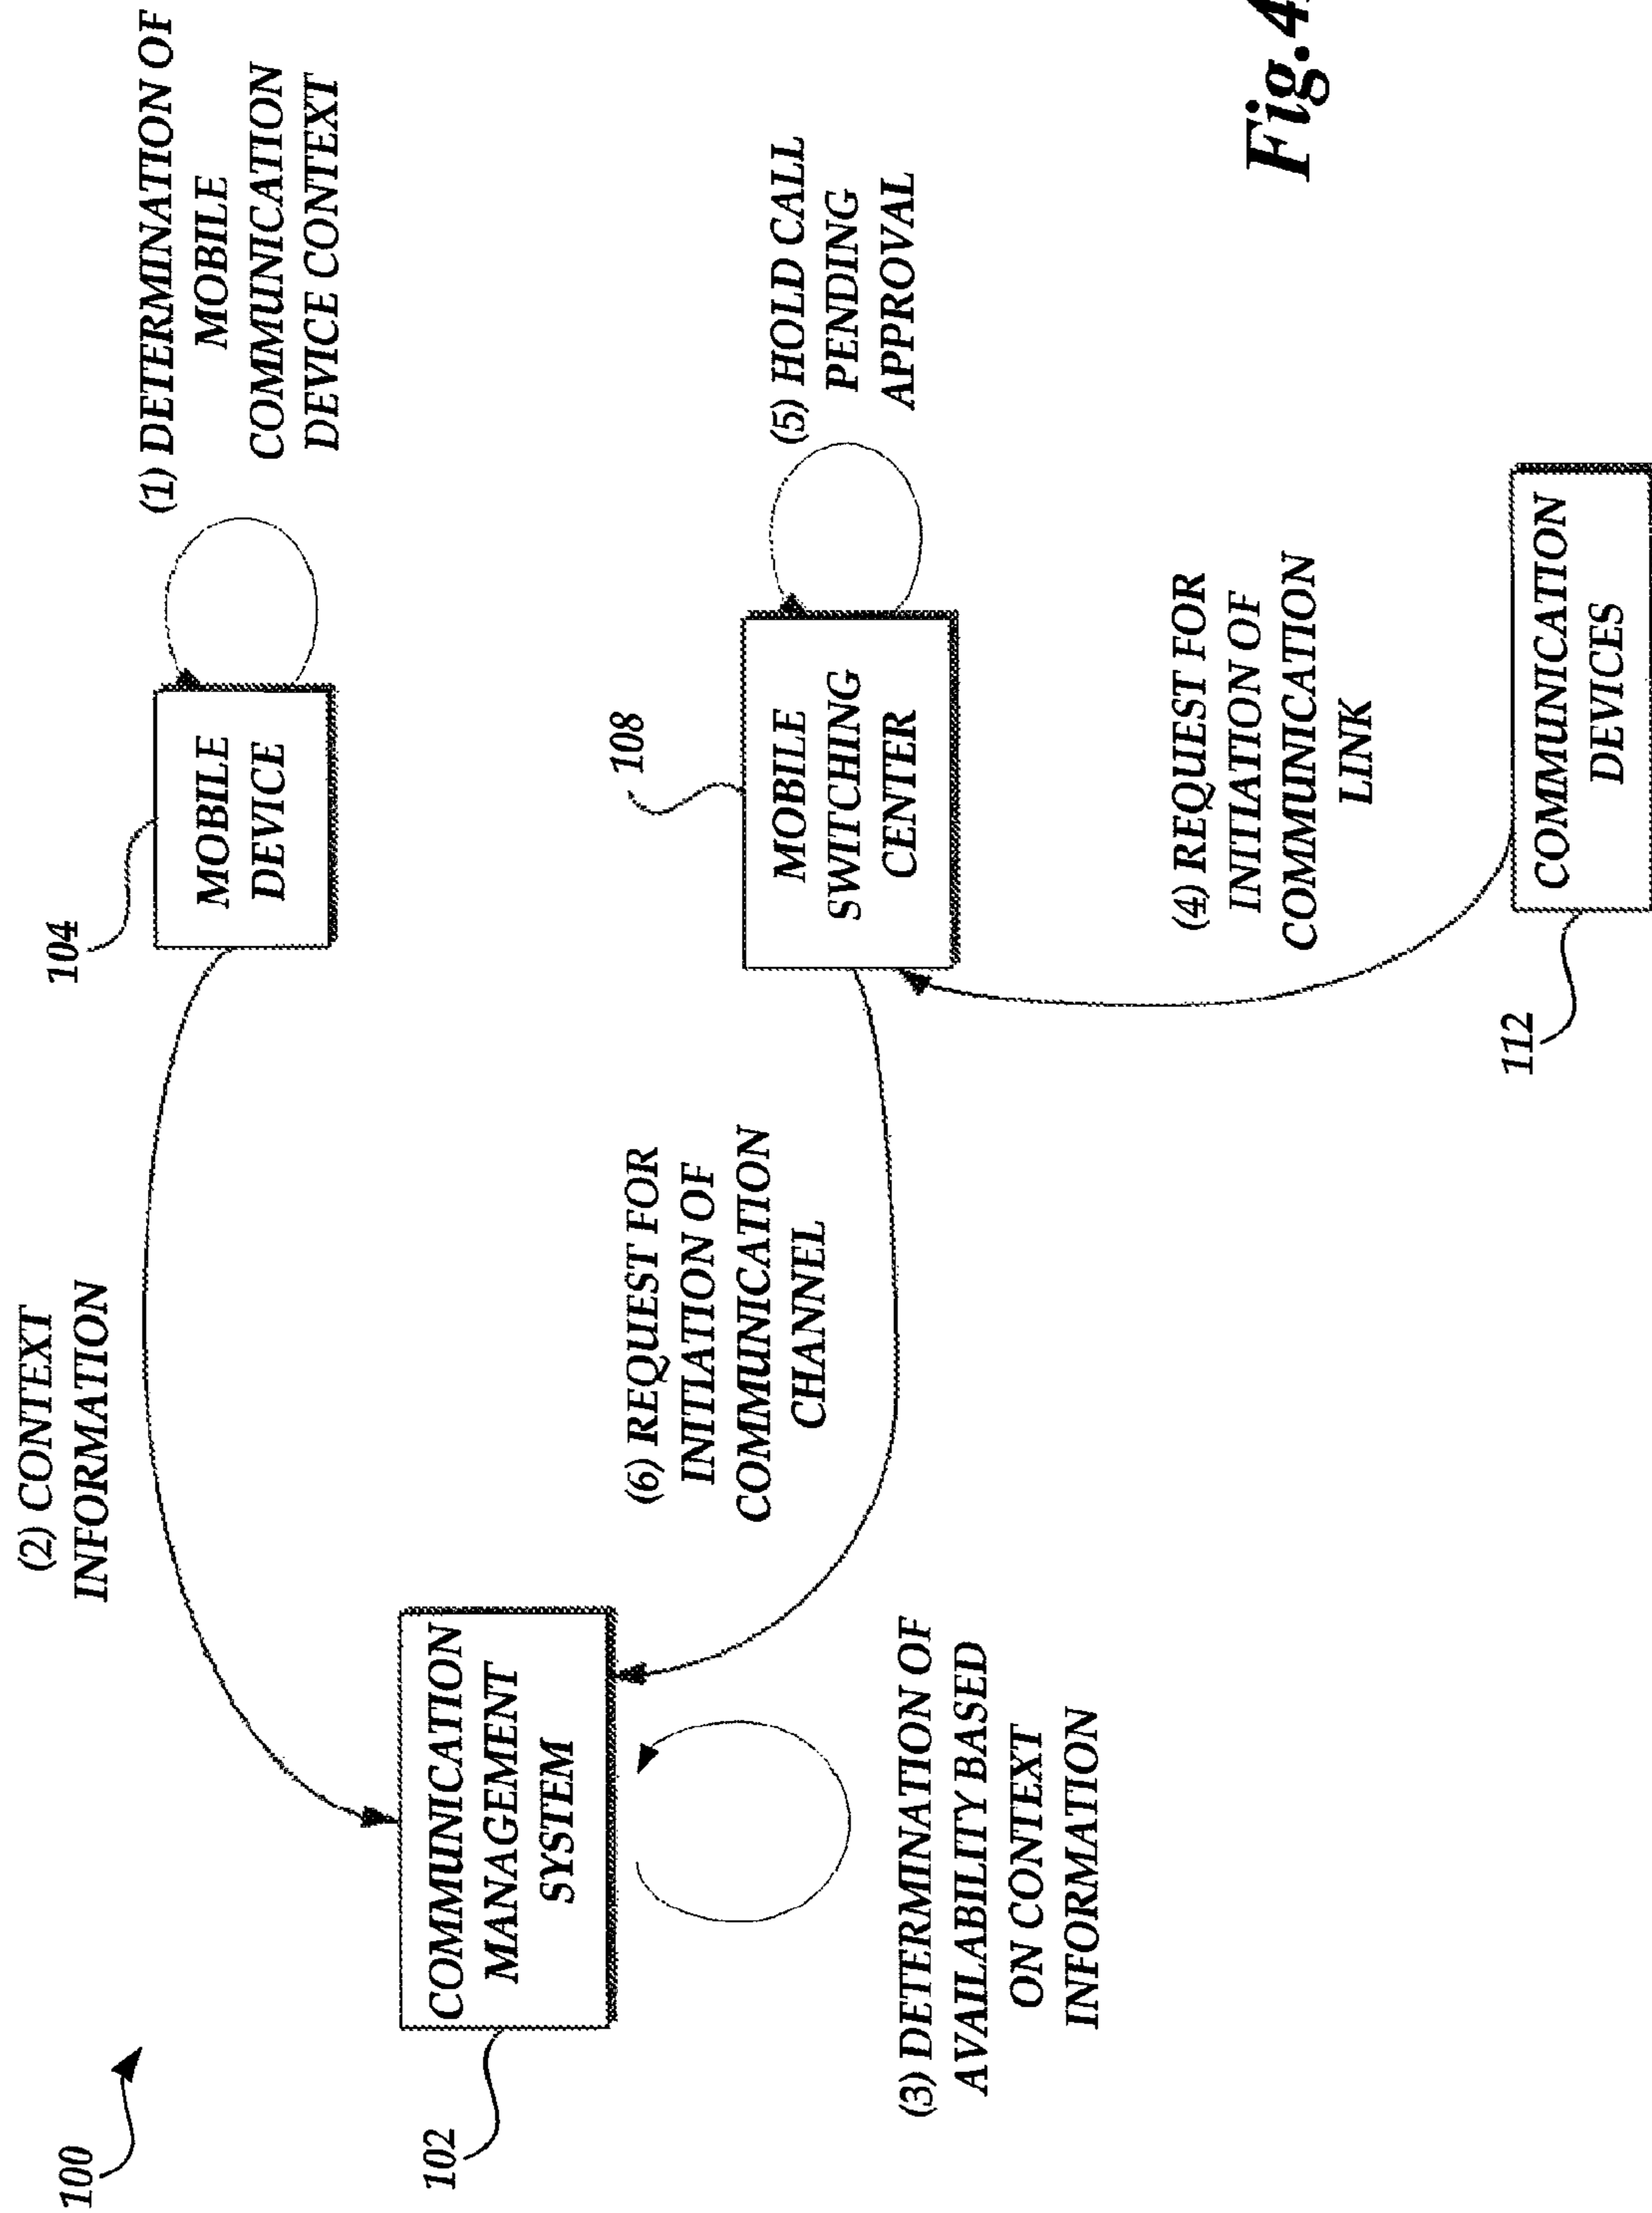 100
(2) CONTEXT
INFORMATION
104
(1) DETERMINATION OF
MOBILE
COMMUNICATION
DEVICE CONTEXT
MOBILE
DEVICE
102
COMMUNICATION
MANAGEMENT
SYSTEM
(6) REQUEST FOR
INITIATION OF
COMMUNICATION
CHANNEL
108
MOBILE
SWITCHING
CENTER
(5) HOLD CALL
PENDING
APPROVAL
(3) DETERMINATION OF
AVAILABILITY BASED
ON CONTEXT
INFORMATION
(4) REQUEST FOR
INITIATION OF
COMMUNICATION
LINK
112
COMMUNICATION
DEVICES
Fig.4